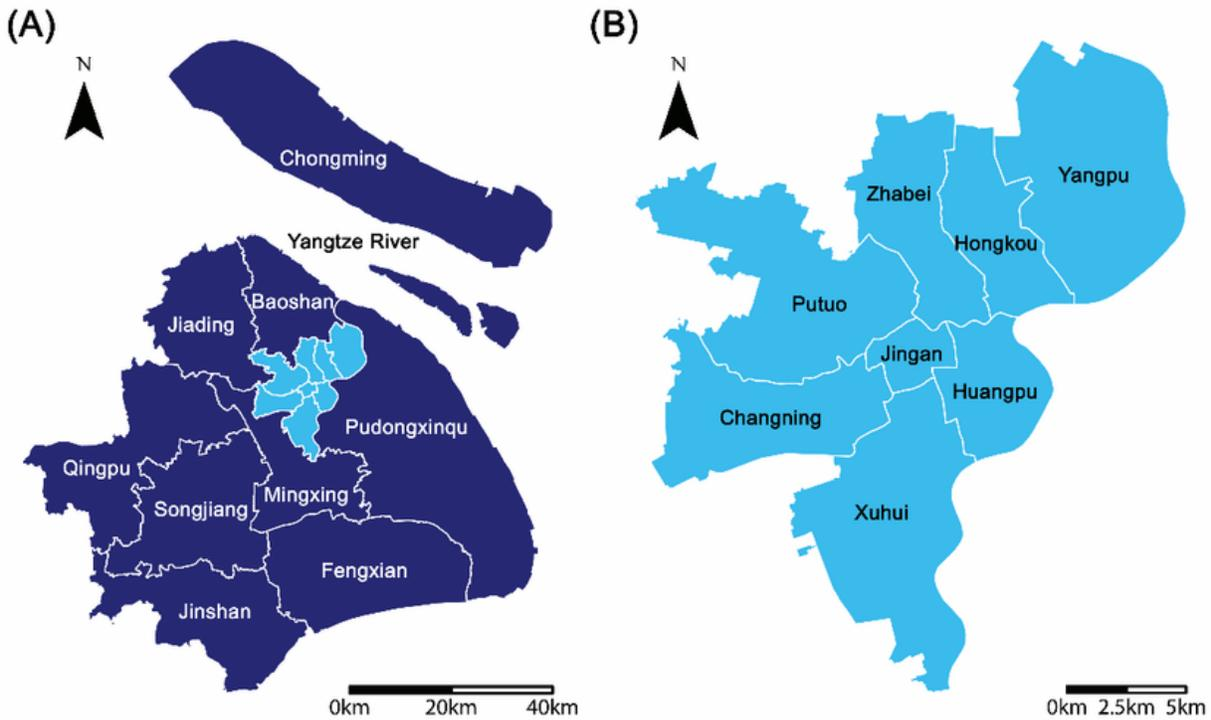 (A)
N
Chongming
Yangtze River
Baoshan
Jiading
Pudongxinqu
Qingpu
Mingxing
Songjiang
Fengxian
Jinshan
0km 20km 40km
(B)
N
Yangpu
Zhabei
Hongkou
Putuo
Jingan
Huangpu
Changning
Xuhui
0km 2.5km 5km